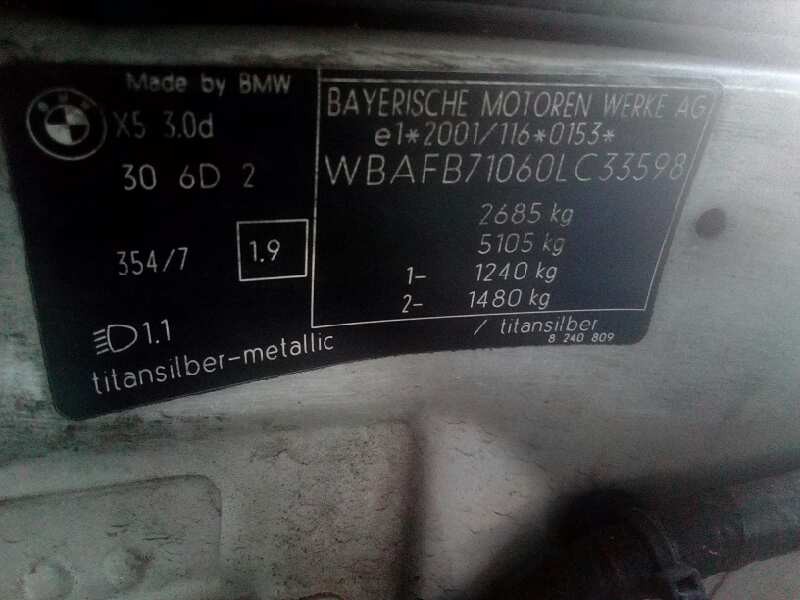 Made by BMW
X5 3.0d
30 6D 2
354/7
1.9
1.1
titansilber-metallic
BAYERISCHE MOTOREN WERKE AG
e1*2001/116*0153*
WBAFB71060LC33598
2685 kg
5105 kg
1- 1240 kg
2- 1480 kg
/ titansilber
8 240 809